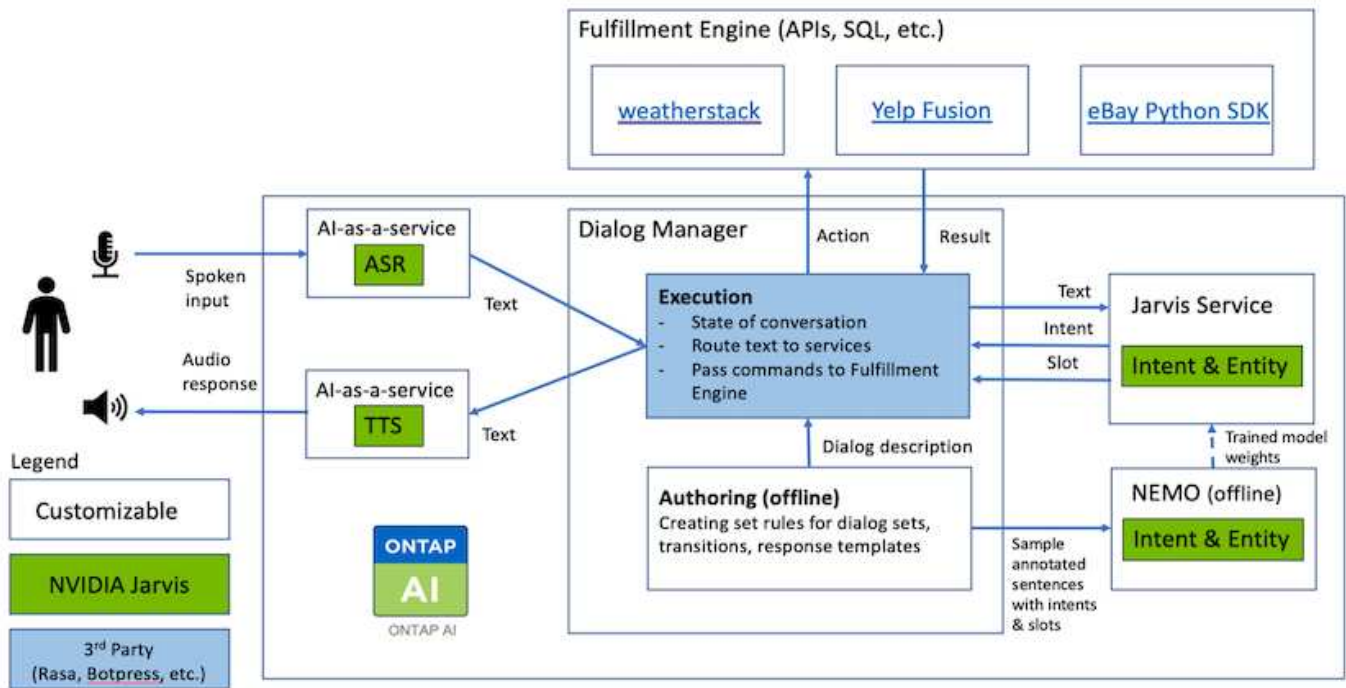 Fulfillment Engine (APIs, SQL, etc.)
weatherstack
Yelp Fusion
eBay Python SDK
AI-as-a-service
ASR
Spoken
input
Text
Audio
response
AI-as-a-service
TTS
Text
Dialog Manager
Action
Result
Execution
- State of conversation
- Route text to services
- Pass commands to Fulfillment
Engine
Text
Intent
Slot
Jarvis Service
Intent & Entity
Dialog description
Trained model
weights
Authoring (offline)
Creating set rules for dialog sets,
transitions, response templates
Sample
annotated
sentences
with intents
& slots
NEMO (offline)
Intent & Entity
Legend
Customizable
NVIDIA Jarvis
3rd Party
(Rasa, Botpress, etc.)
ONTAP
AI
ONTAP AI